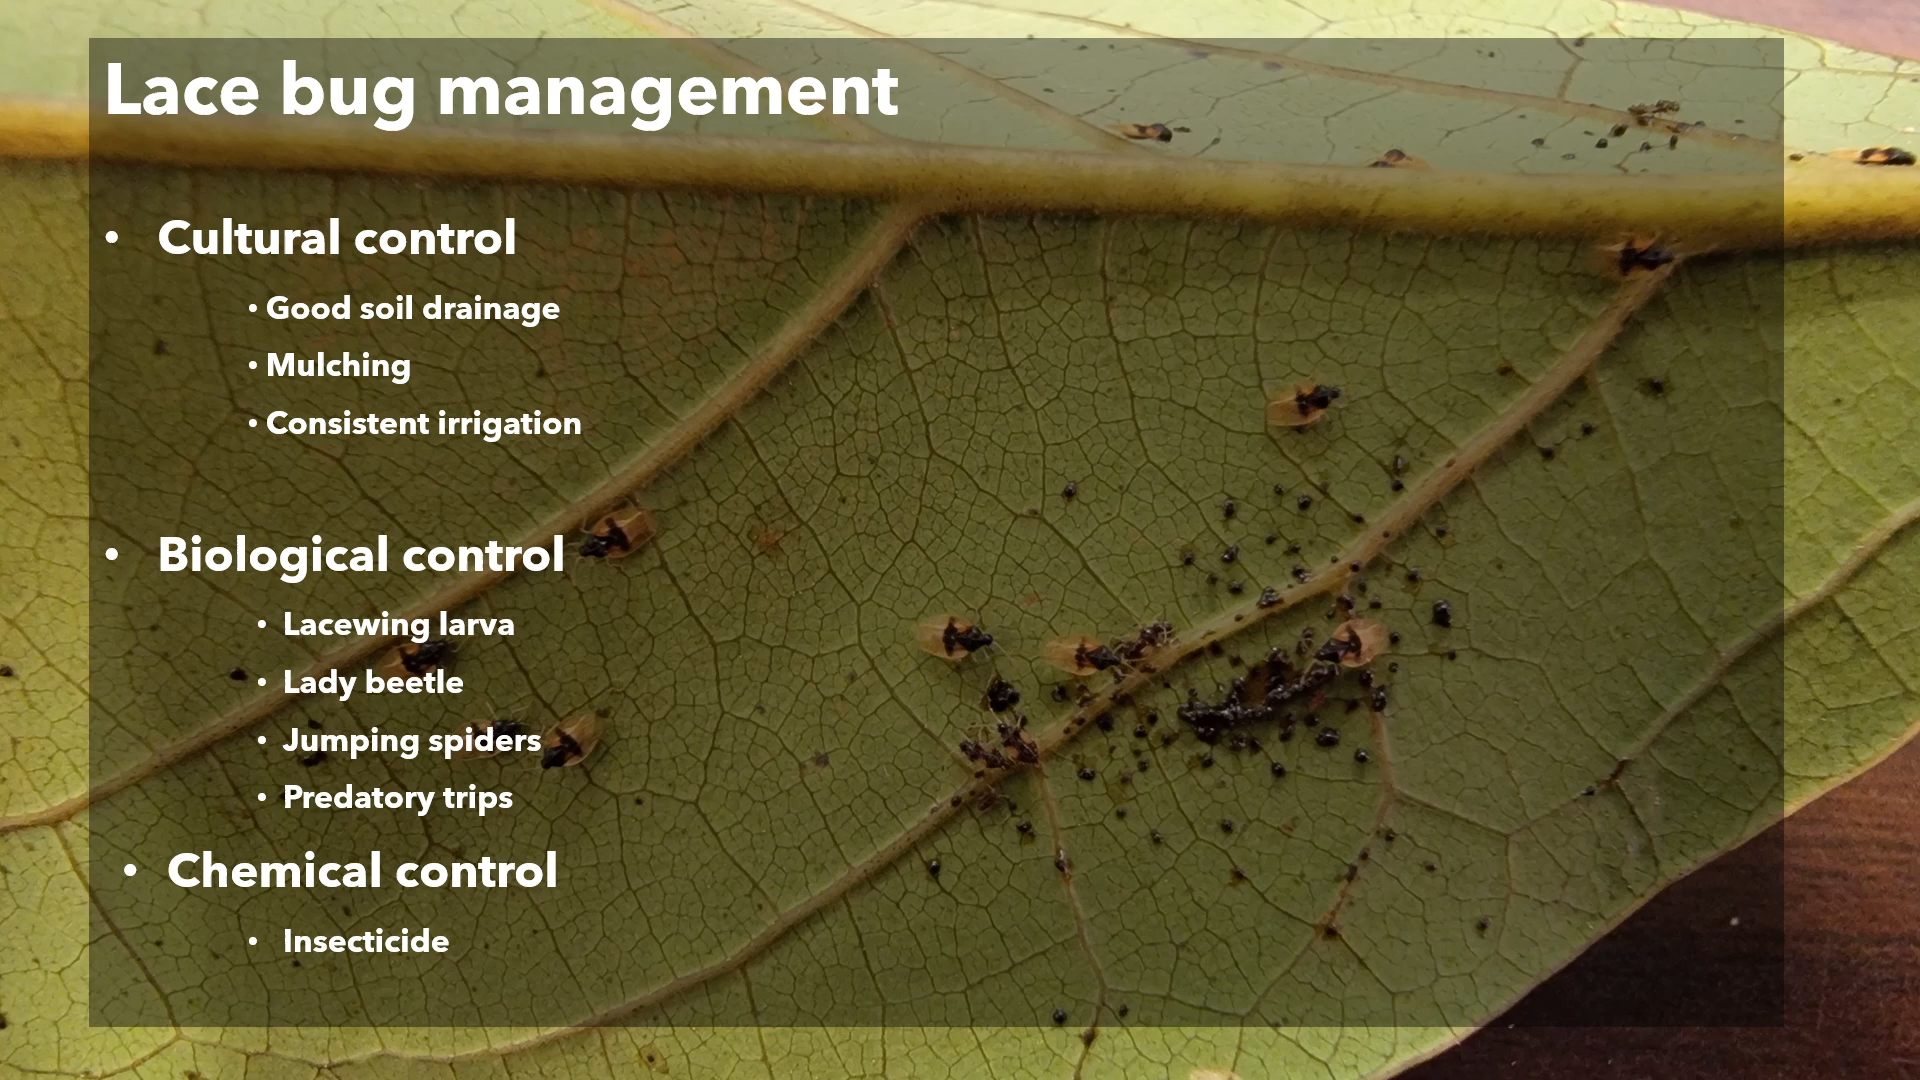 Lace bug management
• Cultural control
• Good soil drainage
• Mulching
• Consistent irrigation
• Biological control
• Lacewing larva
• Lady beetle
• Jumping spiders
• Predatory trips
• Chemical control
• Insecticide